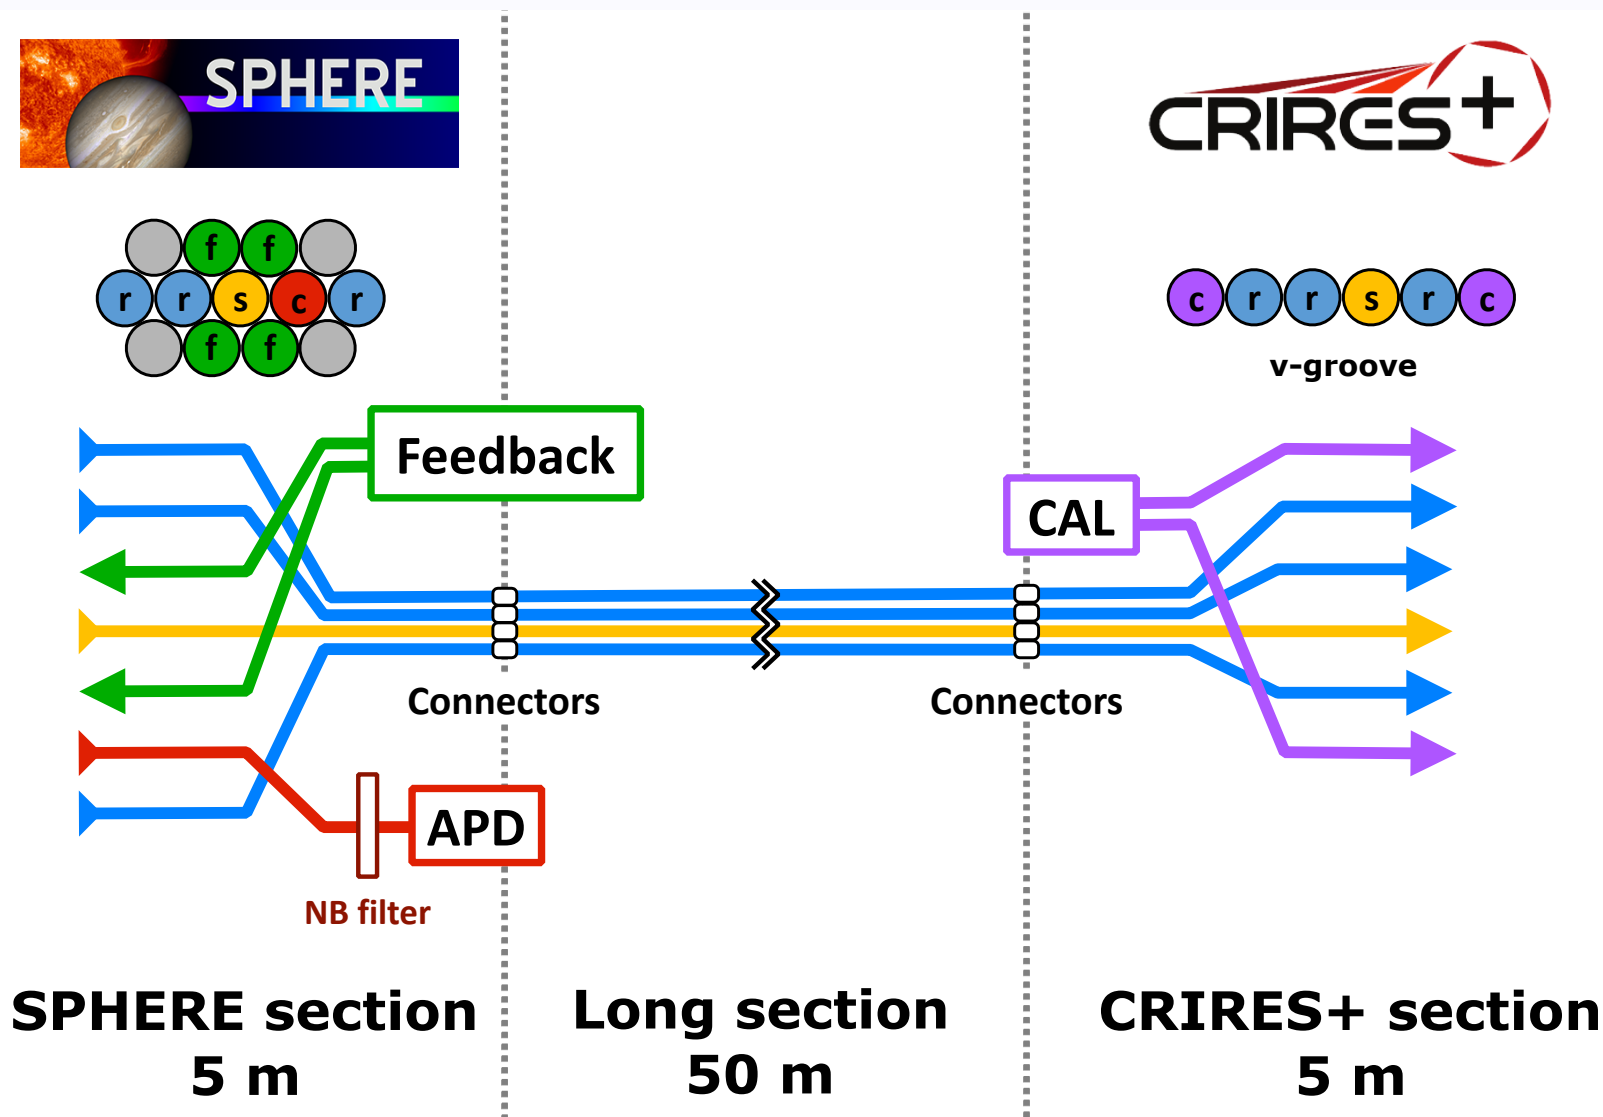 SPHERE
CRIRES+
f f
r r s c r
f f
c r r s r c
v-groove
Feedback
CAL
Connectors
Connectors
APD
NB filter
SPHERE section
5 m
Long section
50 m
CRIRES+ section
5 m